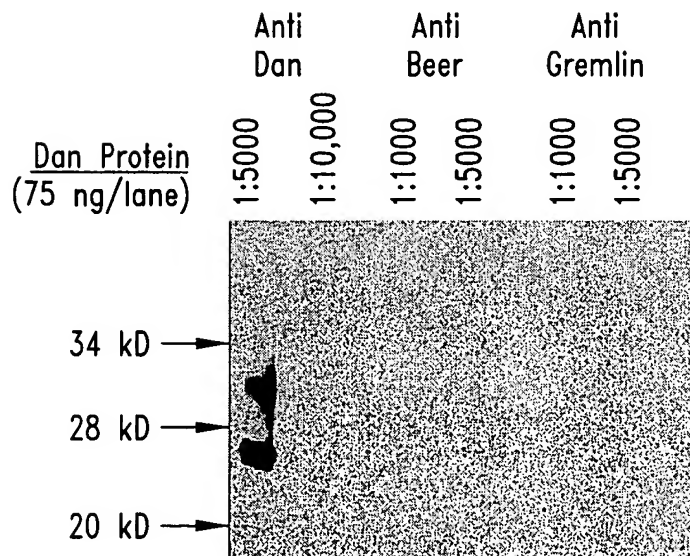 Anti Dan
Anti Beer
Anti Gremlin
Dan Protein
(75 ng/lane)
1:5000
1:10,000
1:1000
1:5000
1:1000
1:5000
34 kD
28 kD
20 kD